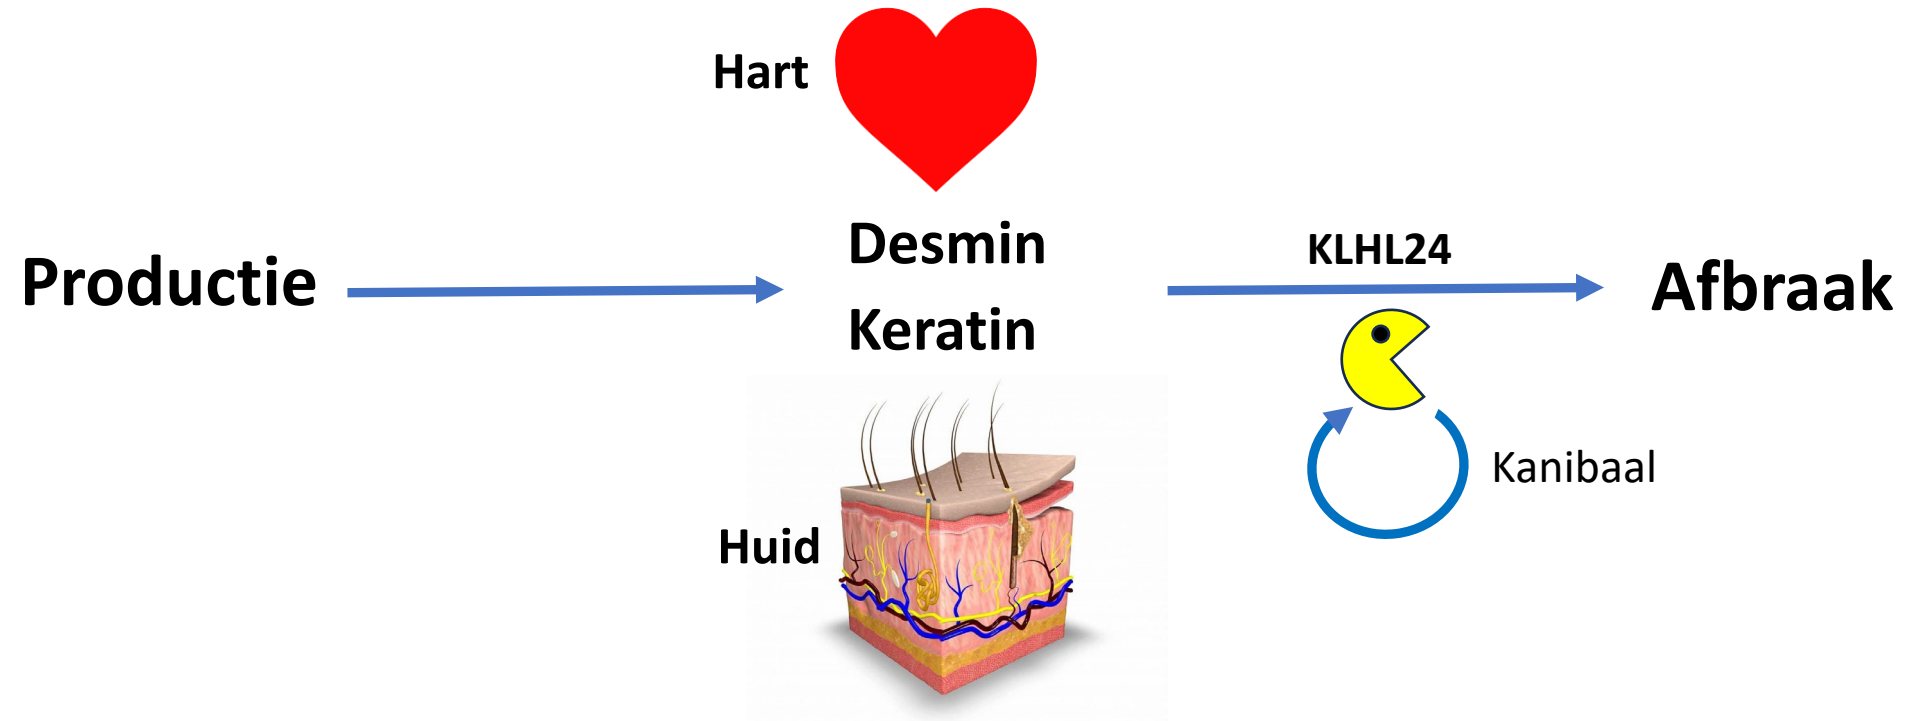 Hart
Productie
Desmin
Keratin
KLHL24
Afbraak
Kanibaal
Huid